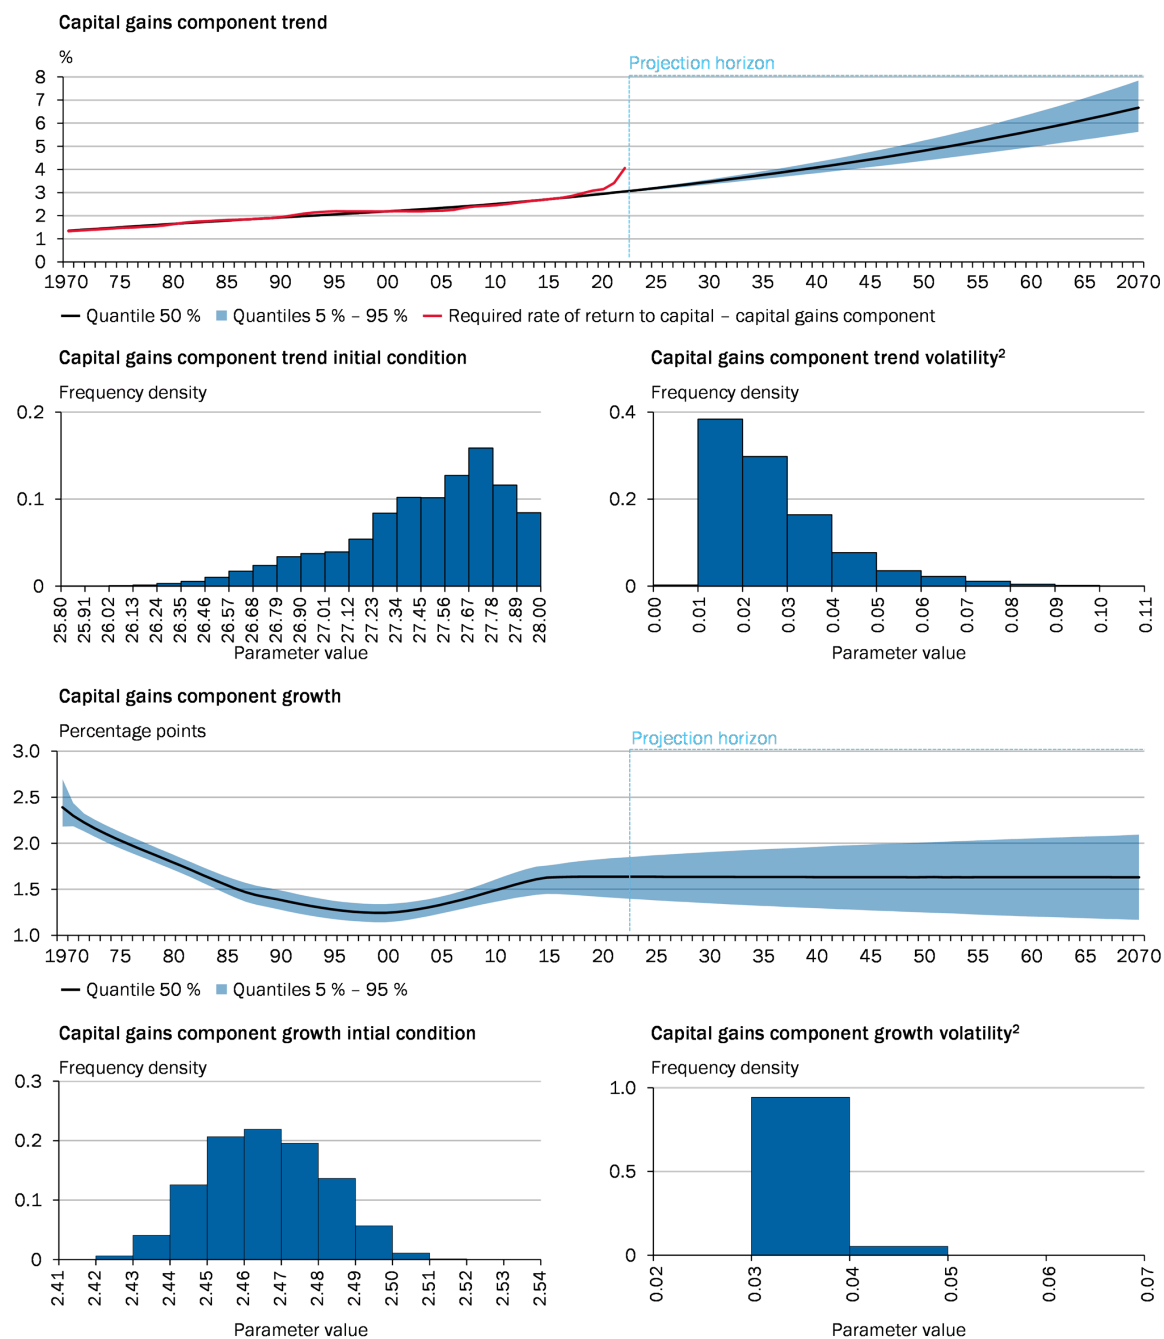 Capital gains component trend
%
Projection horizon
8
7
6
5
4
3
2
1
0
1970 75 80 85 90 95 00 05 10 15 20 25 30 35 40 45 50 55 60 65 2070
Quantile 50 % Quantiles 5 % – 95 % Required rate of return to capital – capital gains component
Capital gains component trend initial condition
Frequency density
0.2
0.1
0
25.80 25.91 26.02 26.13 26.24 26.35 26.46 26.57 26.68 26.79 26.90 27.01 27.12 27.23 27.34 27.45 27.56 27.67 27.78 27.89 28.00
Parameter value
Capital gains component trend volatility²
Frequency density
0.4
0.2
0
0.00 0.01 0.02 0.03 0.04 0.05 0.06 0.07 0.08 0.09 0.10 0.11
Parameter value
Capital gains component growth
Percentage points
Projection horizon
3.0
2.5
2.0
1.5
1.0
1970 75 80 85 90 95 00 05 10 15 20 25 30 35 40 45 50 55 60 65 2070
Quantile 50 % Quantiles 5 % – 95 %
Capital gains component growth intial condition
Frequency density
0.3
0.2
0.1
0
2.41 2.42 2.43 2.44 2.45 2.46 2.47 2.48 2.49 2.50 2.51 2.52 2.53 2.54
Parameter value
Capital gains component growth volatility²
Frequency density
1.0
0.5
0
0.02 0.03 0.04 0.05 0.06 0.07
Parameter value